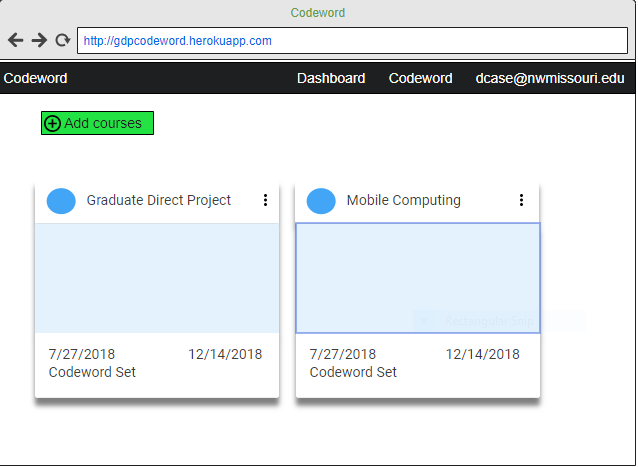 Codeword
http://gdpcodeword.herokuapp.com
Codeword Dashboard Codeword dcase@nwmissouri.edu
Add courses
Graduate Direct Project
Mobile Computing
7/27/2018 12/14/2018
Codeword Set
7/27/2018 12/14/2018
Codeword Set